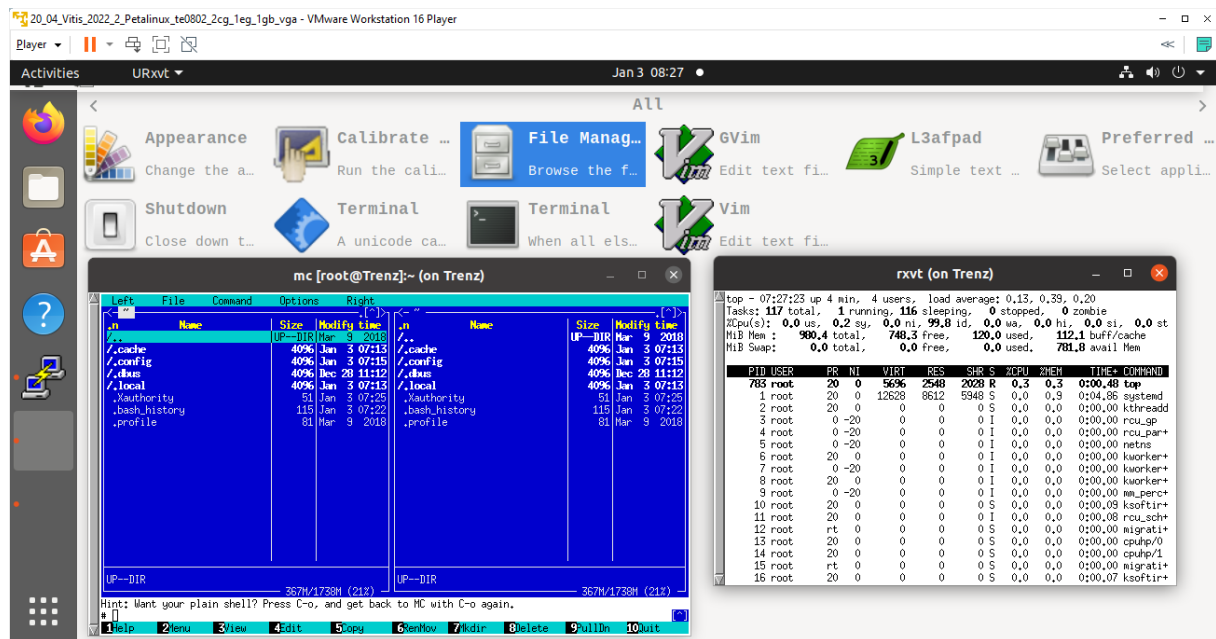 20_04_Vitis_2022_2_Petalinux_te0802_2cg_1eg_1gb_vga - VMware Workstation 16 Player
Player
Activities URxvt Jan 3 08:27
All
Appearance Calibrate … File Manag… GVim L3afpad Preferred …
Change the a… Run the cali… Browse the f… Edit text fi… Simple text … Select appli…
Shutdown Terminal Terminal Vim
Close down t… A unicode ca… When all els… Edit text fi…
mc [root@Trenz]:~ (on Trenz)
Left File Command Options Right
<- ~ .[^]> <- ~ .[^]>
.n Name Size Modify time .n Name Size Modify time
/.. UP--DIR Mar 9 2018 /.. UP--DIR Mar 9 2018
/.cache 4096 Jan 3 07:13 /.cache 4096 Jan 3 07:13
/.config 4096 Jan 3 07:15 /.config 4096 Jan 3 07:15
/.dbus 4096 Dec 28 11:12 /.dbus 4096 Dec 28 11:12
/.local 4096 Jan 3 07:13 /.local 4096 Jan 3 07:13
.Xauthority 51 Jan 3 07:25 .Xauthority 51 Jan 3 07:25
.bash_history 115 Jan 3 07:22 .bash_history 115 Jan 3 07:22
.profile 81 Mar 9 2018 .profile 81 Mar 9 2018
UP--DIR UP--DIR
367M/1738M (21%) 367M/1738M (21%)
Hint: Want your plain shell? Press C-o, and get back to MC with C-o again.
# [^]
1Help 2Menu 3View 4Edit 5Copy 6RenMov 7Mkdir 8Delete 9PullDn 10Quit
rxvt (on Trenz)
top - 07:27:23 up 4 min, 4 users, load average: 0.13, 0.39, 0.20
Tasks: 117 total, 1 running, 116 sleeping, 0 stopped, 0 zombie
%Cpu(s): 0.0 us, 0.2 sy, 0.0 ni, 99.8 id, 0.0 wa, 0.0 hi, 0.0 si, 0.0 st
MiB Mem : 980.4 total, 748.3 free, 120.0 used, 112.1 buff/cache
MiB Swap: 0.0 total, 0.0 free, 0.0 used. 781.8 avail Mem
PID USER PR NI VIRT RES SHR S %CPU %MEM TIME+ COMMAND
783 root 20 0 5696 2548 2028 R 0.3 0.3 0:00.48 top
1 root 20 0 12628 8612 5948 S 0.0 0.9 0:04.86 systemd
2 root 20 0 0 0 0 S 0.0 0.0 0:00.00 kthreadd
3 root 0 -20 0 0 0 I 0.0 0.0 0:00.00 rcu_gp
4 root 0 -20 0 0 0 I 0.0 0.0 0:00.00 rcu_par+
5 root 0 -20 0 0 0 I 0.0 0.0 0:00.00 netns
6 root 20 0 0 0 0 I 0.0 0.0 0:00.00 kworker+
7 root 0 -20 0 0 0 I 0.0 0.0 0:00.00 kworker+
8 root 20 0 0 0 0 I 0.0 0.0 0:00.00 kworker+
9 root 0 -20 0 0 0 I 0.0 0.0 0:00.00 mm_perc+
10 root 20 0 0 0 0 S 0.0 0.0 0:00.09 ksoftir+
11 root 20 0 0 0 0 I 0.0 0.0 0:00.08 rcu_sch+
12 root rt 0 0 0 0 S 0.0 0.0 0:00.00 migrati+
13 root 20 0 0 0 0 S 0.0 0.0 0:00.00 cpuhp/0
14 root 20 0 0 0 0 S 0.0 0.0 0:00.00 cpuhp/1
15 root rt 0 0 0 0 S 0.0 0.0 0:00.00 migrati+
16 root 20 0 0 0 0 S 0.0 0.0 0:00.07 ksoftir+